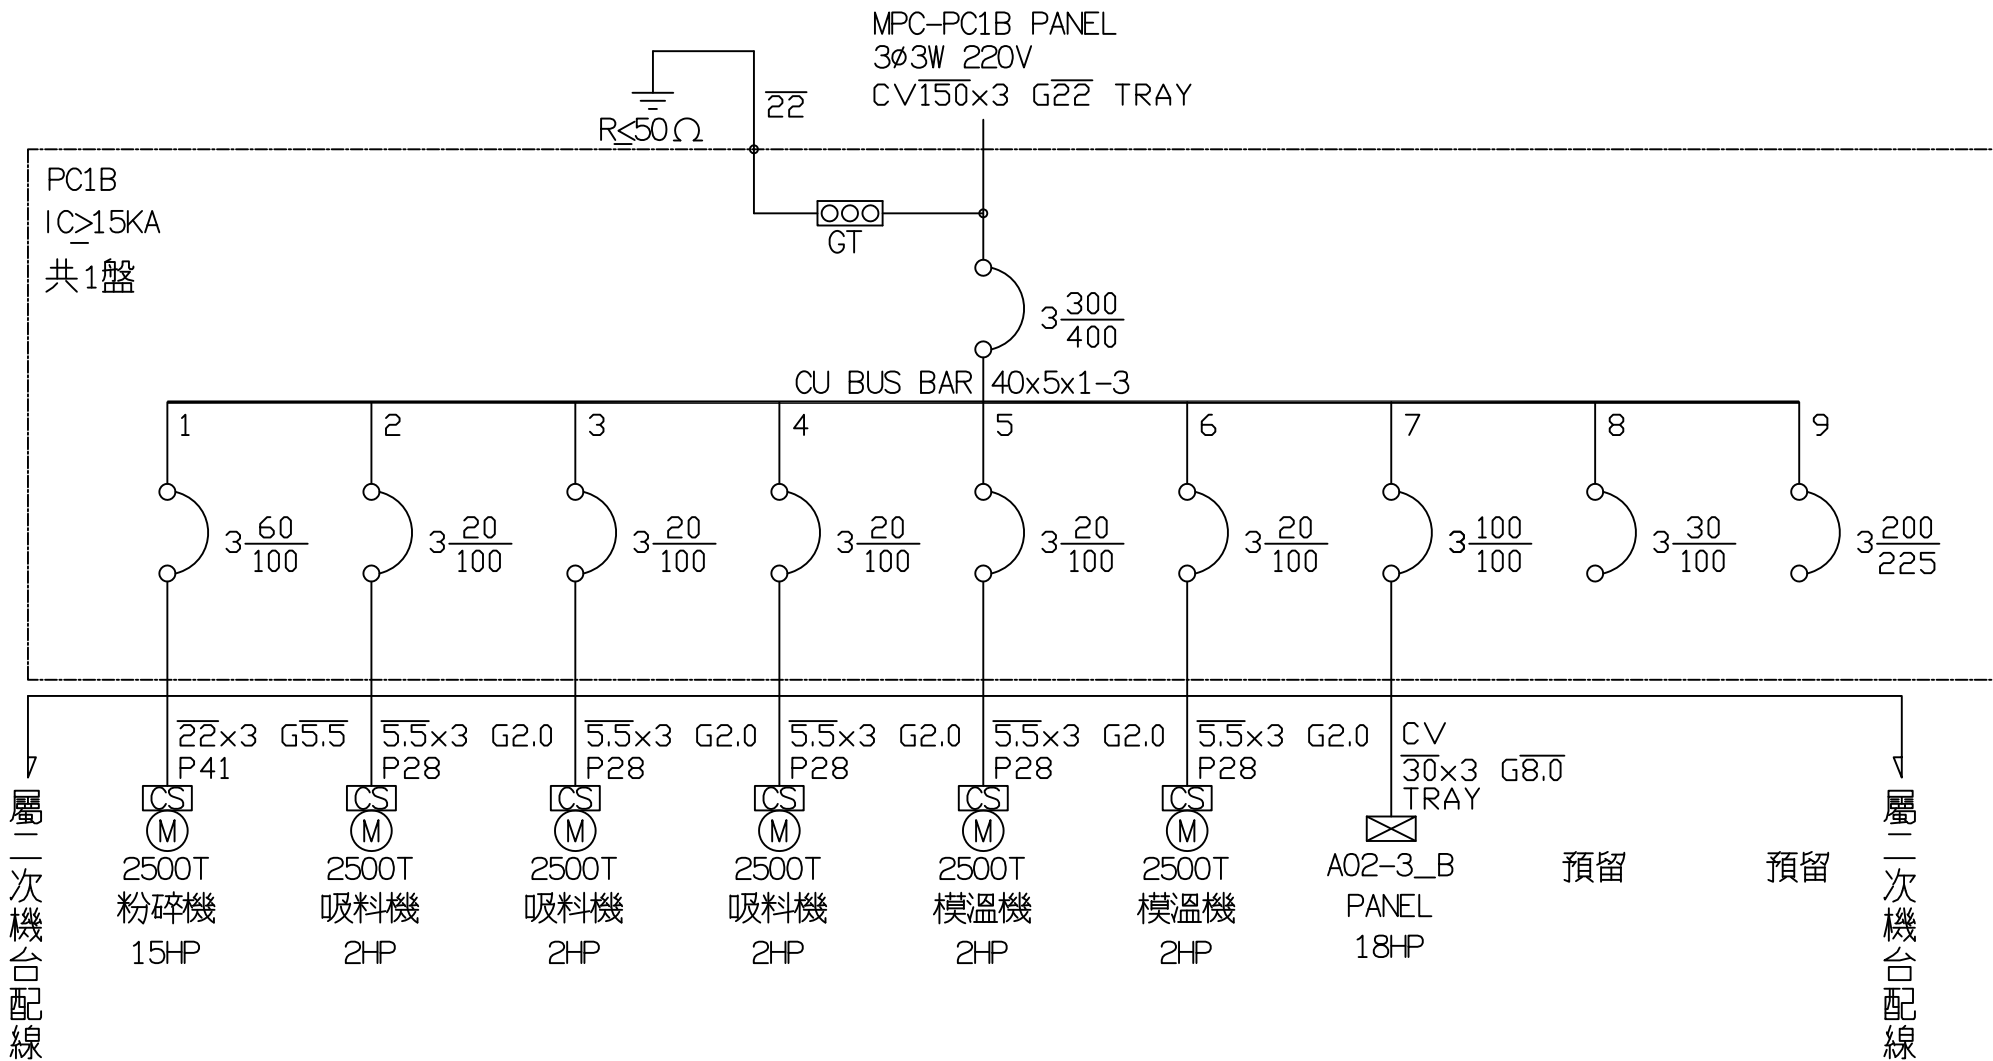 MPC-PC1B PANEL
3ø3W 220V
CV150x3 G22 TRAY
22
R≤50Ω
PC1B
IC≥15KA
共1盤
GT
3 300/400
CU BUS BAR 40x5x1-3
1 2 3 4 5 6 7 8 9
3 60/100 3 20/100 3 20/100 3 20/100 3 20/100 3 20/100 3 100/100 3 30/100 3 200/225
22x3 G5.5 5.5x3 G2.0 5.5x3 G2.0 5.5x3 G2.0 5.5x3 G2.0 5.5x3 G2.0 CV
P41 P28 P28 P28 P28 P28 30x3 G8.0
TRAY
CS CS CS CS CS CS
M M M M M M
2500T 2500T 2500T 2500T 2500T 2500T A02-3_B 預留 預留
粉碎機 吸料機 吸料機 吸料機 模溫機 模溫機 PANEL
15HP 2HP 2HP 2HP 2HP 2HP 18HP
屬二次機台配線
屬二次機台配線